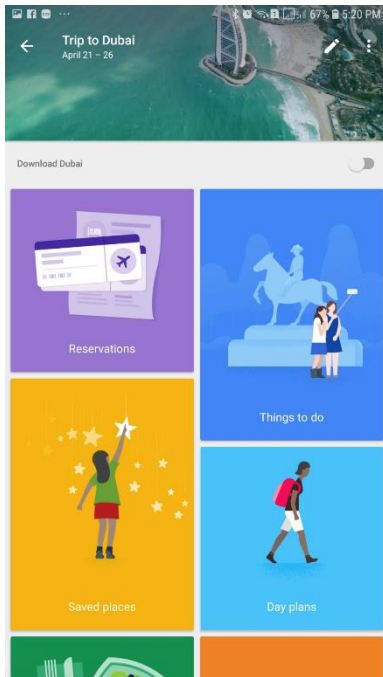 67% 5:20 PM
Trip to Dubai
April 21 – 26
Download Dubai
Reservations
Things to do
Saved places
Day plans